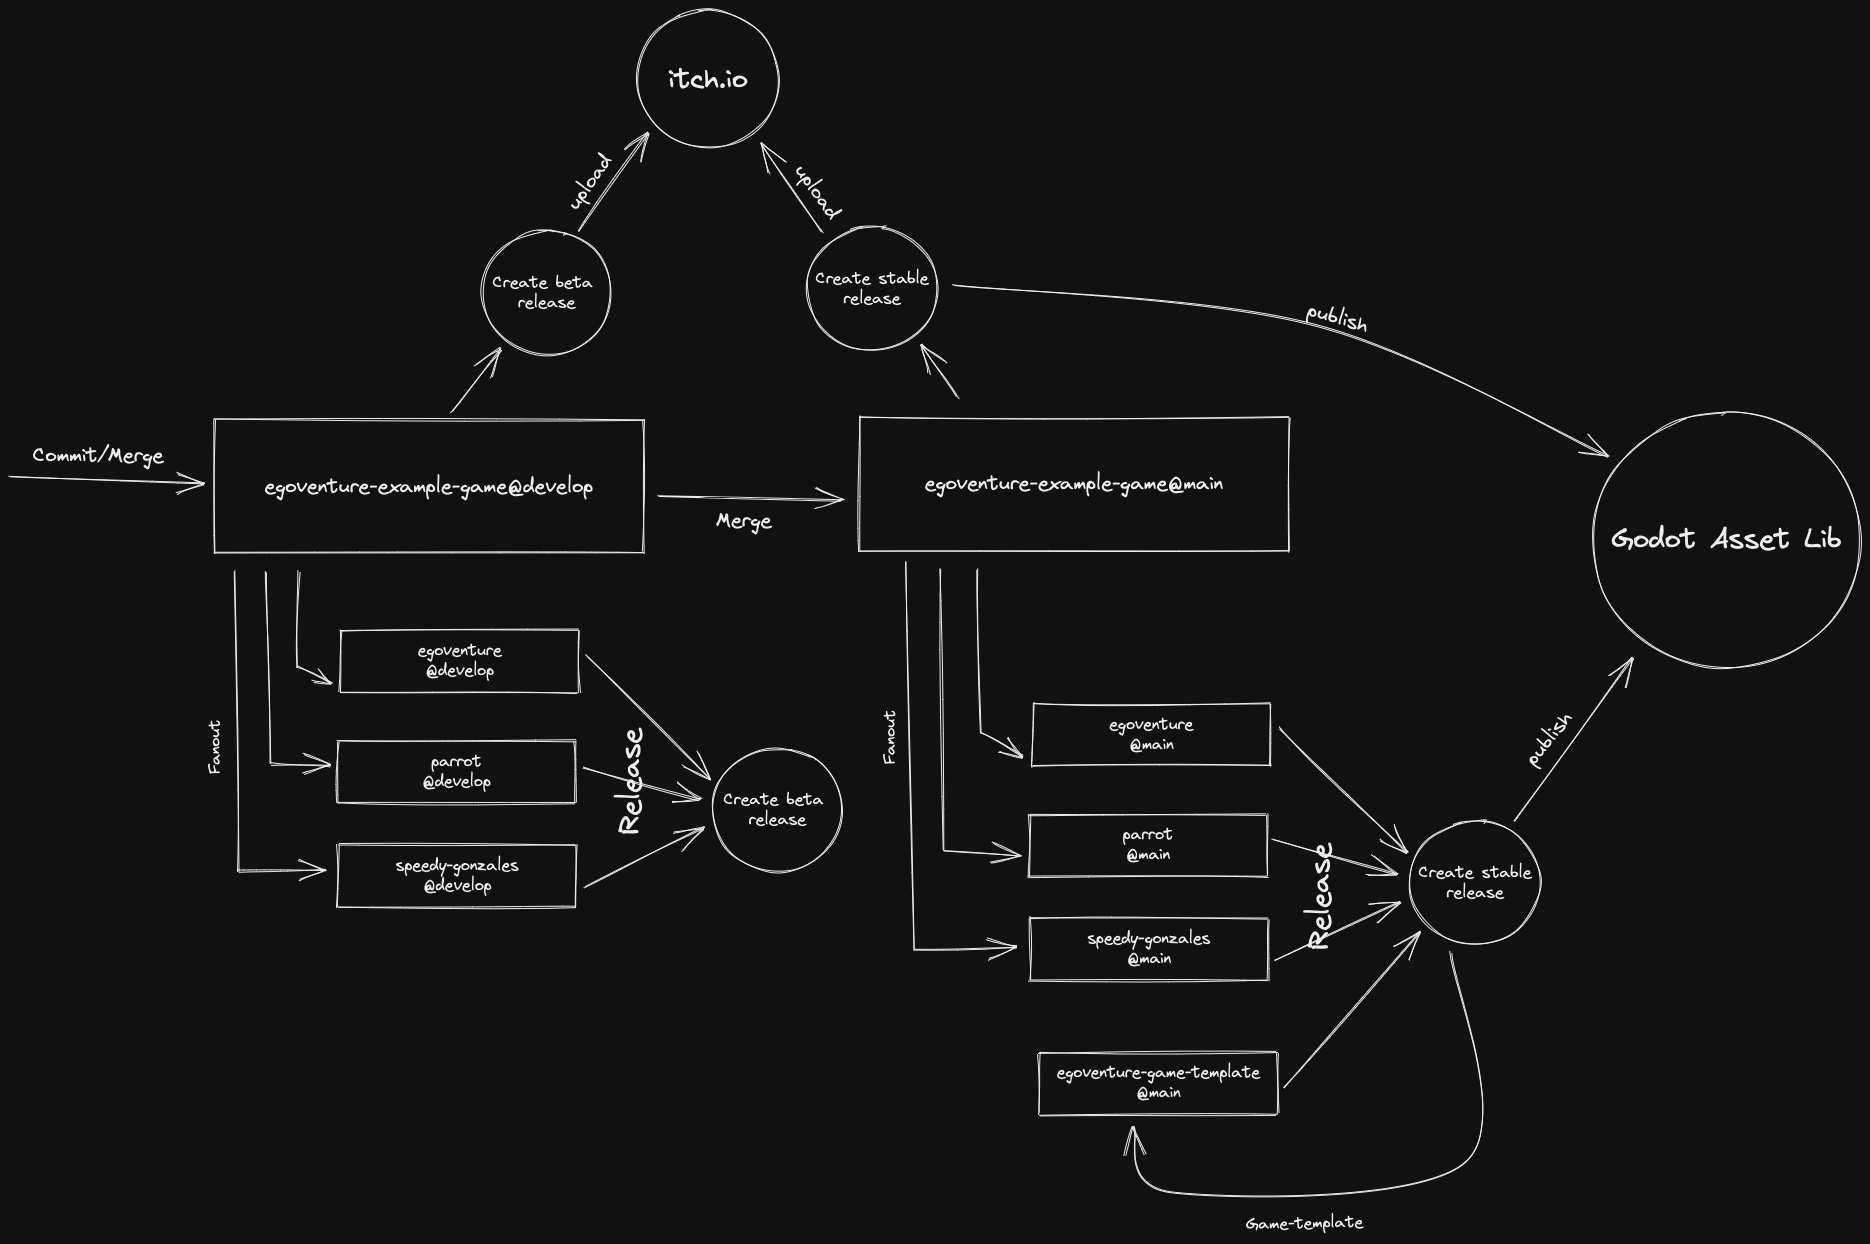 itch.io
upload
upload
Create beta
release
Create stable
release
publish
Commit/Merge
egoventure-example-game@develop
Merge
egoventure-example-game@main
Godot Asset Lib
Fanout
egoventure
@develop
parrot
@develop
speedy-gonzales
@develop
Release
Create beta
release
Fanout
egoventure
@main
parrot
@main
speedy-gonzales
@main
egoventure-game-template
@main
Release
Create stable
release
publish
Game-template